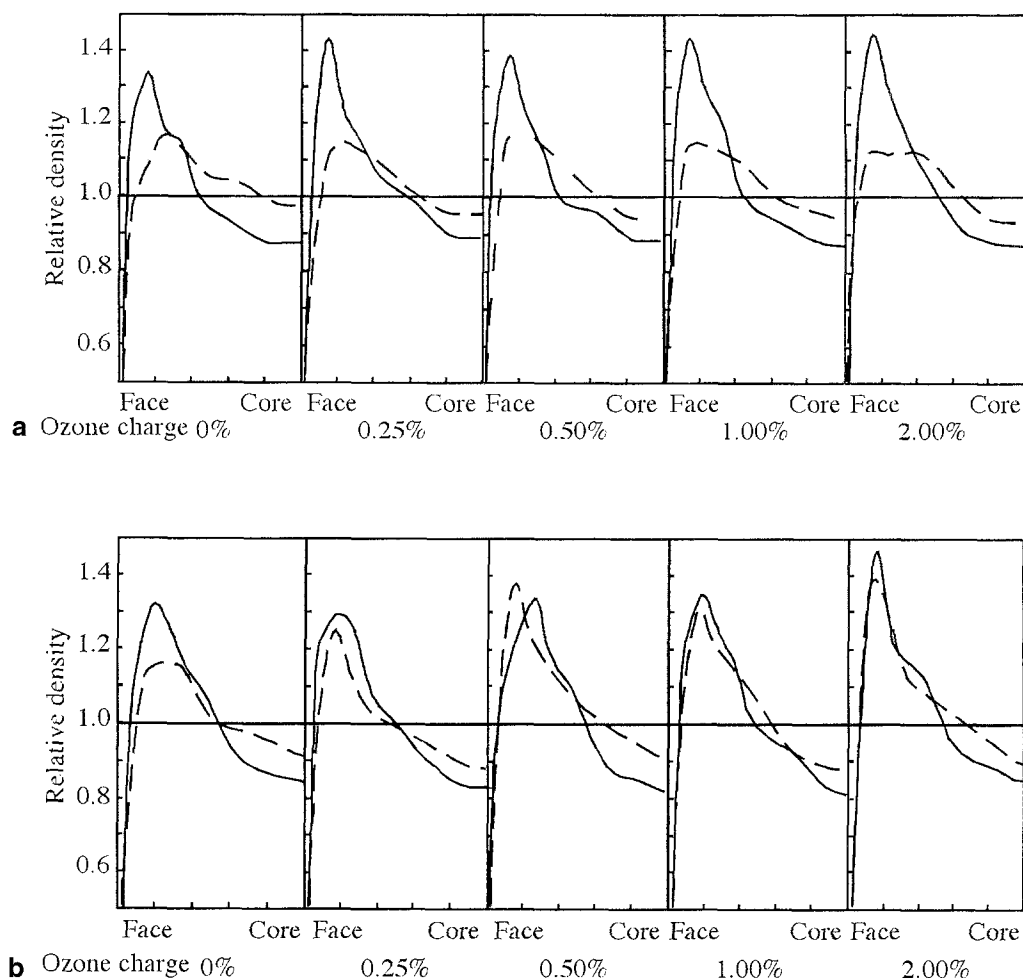 Relative density
1.4
1.2
1.0
0.8
0.6
Face Core Face Core Face Core Face Core Face Core
a Ozone charge 0% 0.25% 0.50% 1.00% 2.00%
Relative density
1.4
1.2
1.0
0.8
0.6
Face Core Face Core Face Core Face Core Face Core
b Ozone charge 0% 0.25% 0.50% 1.00% 2.00%